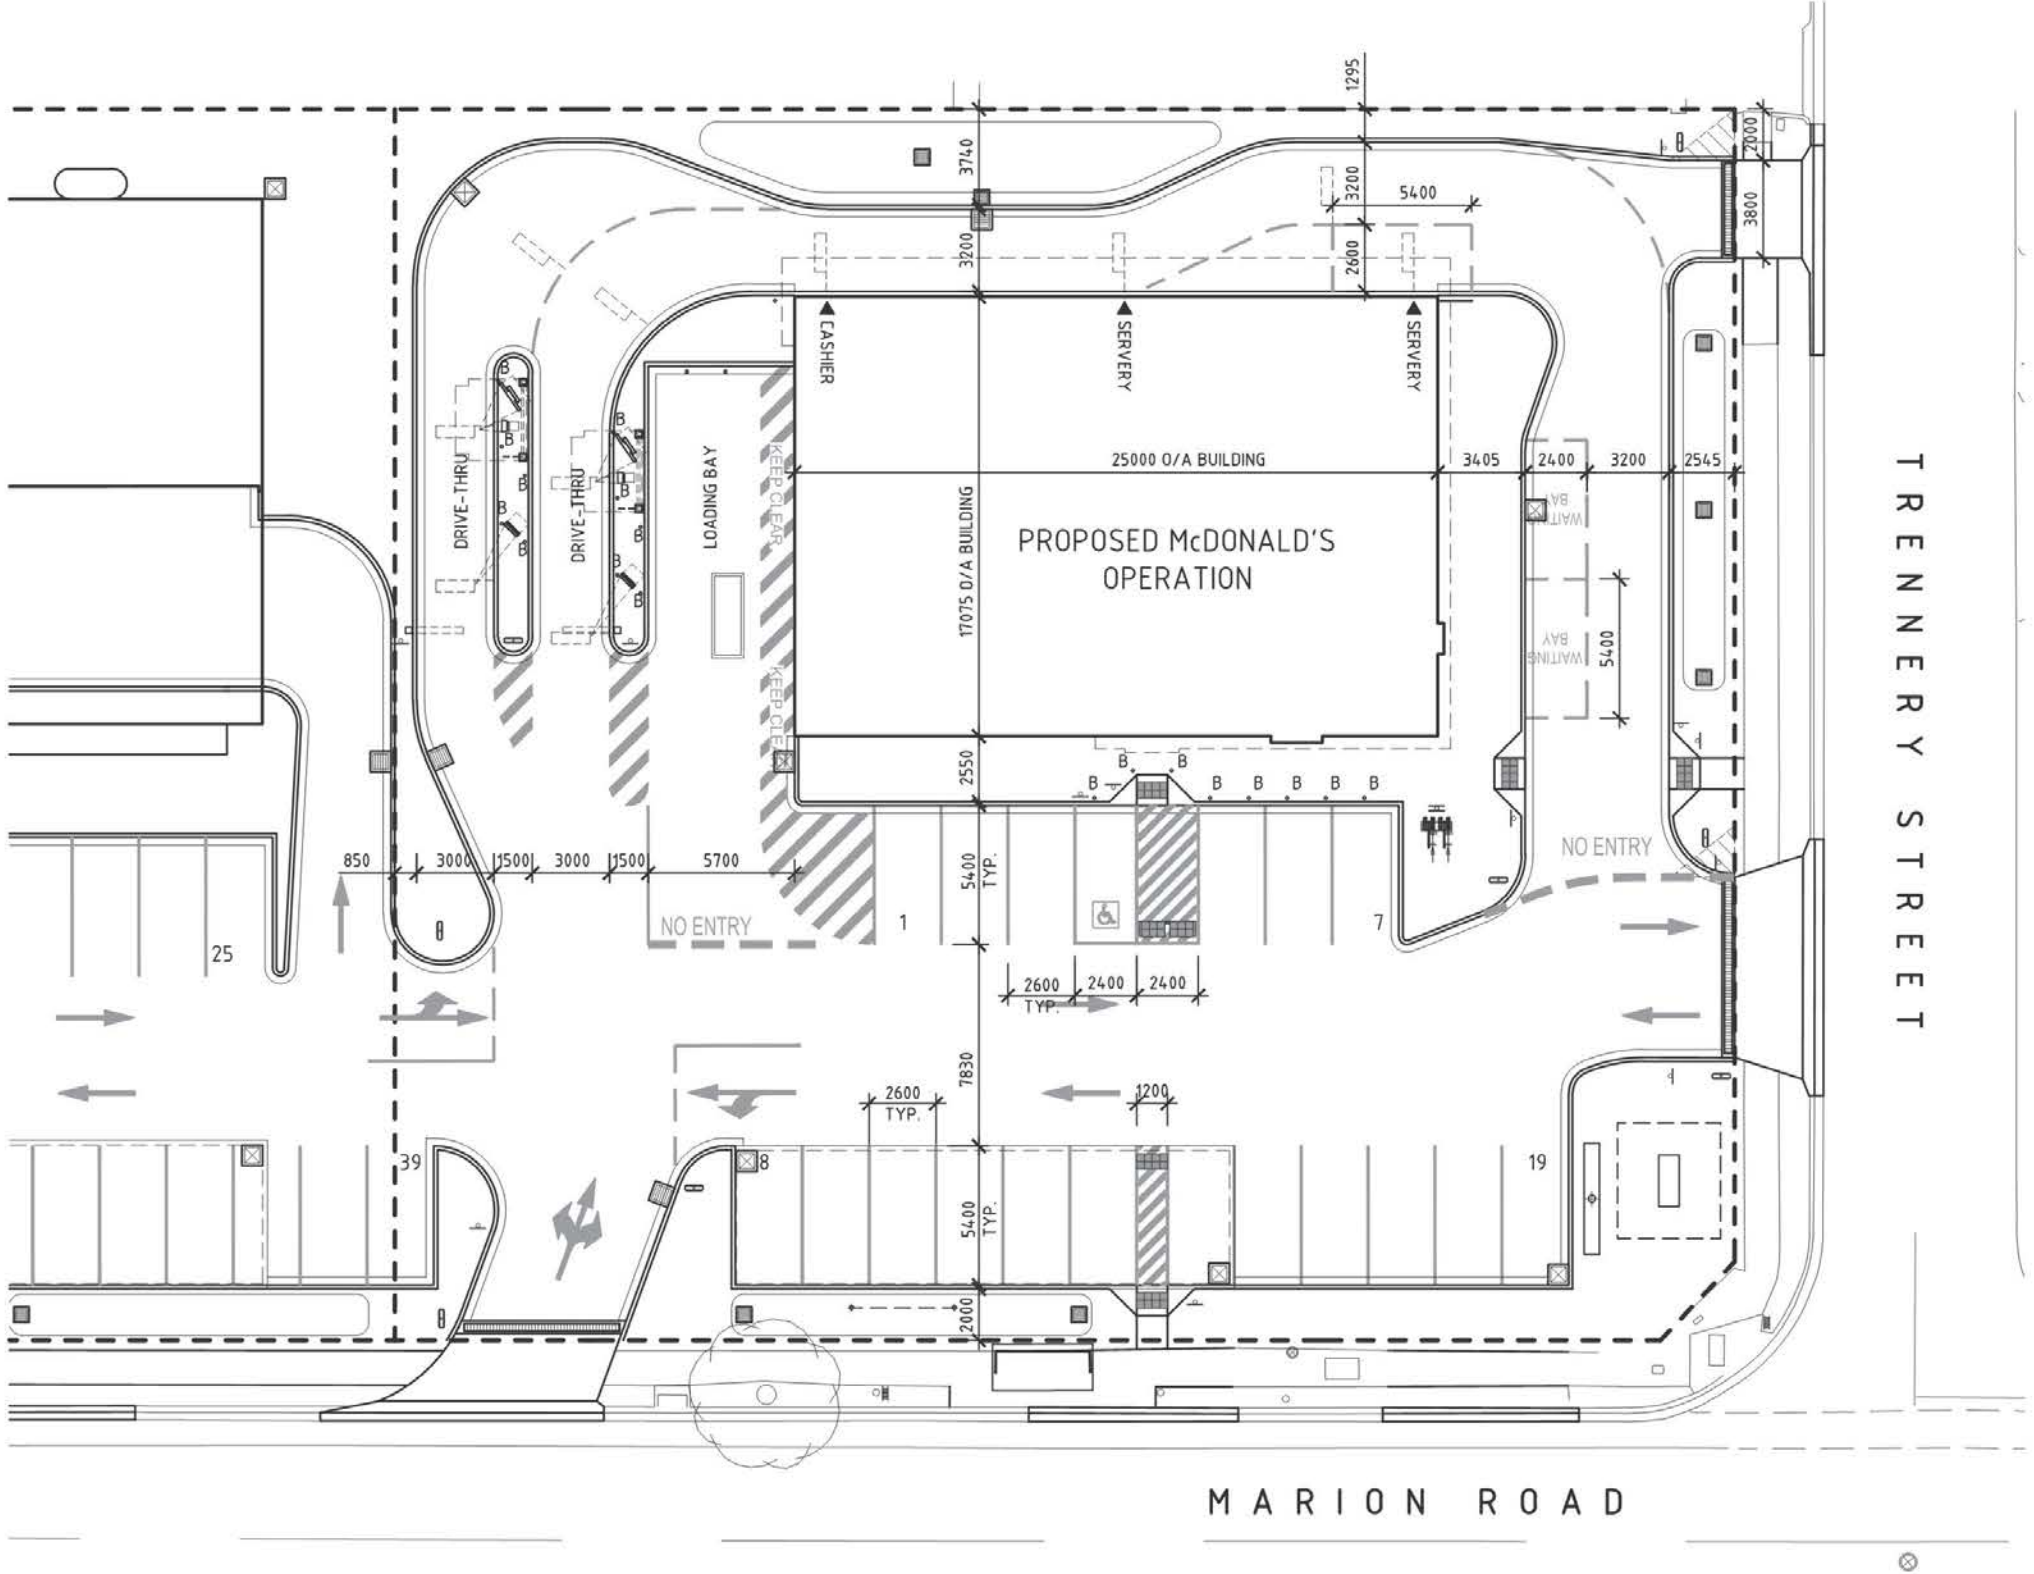 1295
3740
3200
5400
2000
3800
3200
2600
CASHIER
SERVERY
SERVERY
B
B
B
B
B
B
B
B
B
B
DRIVE-THRU
DRIVE-THRU
LOADING BAY
KEEP CLEAR
KEEP CLEAR
25000 O/A BUILDING
3405
2400
3200
2545
17075 O/A BUILDING
PROPOSED McDONALD'S
OPERATION
WAITING
BAY
WAITING
BAY
5400
TRENNERY STREET
2550
B
B
B
B
B
B
B
B
NO ENTRY
850
3000
1500
3000
1500
5700
5400
TYP.
25
NO ENTRY
1
7
2600
TYP.
2400
2400
7830
2600
TYP.
1200
39
8
19
5400
TYP.
2000
MARION ROAD